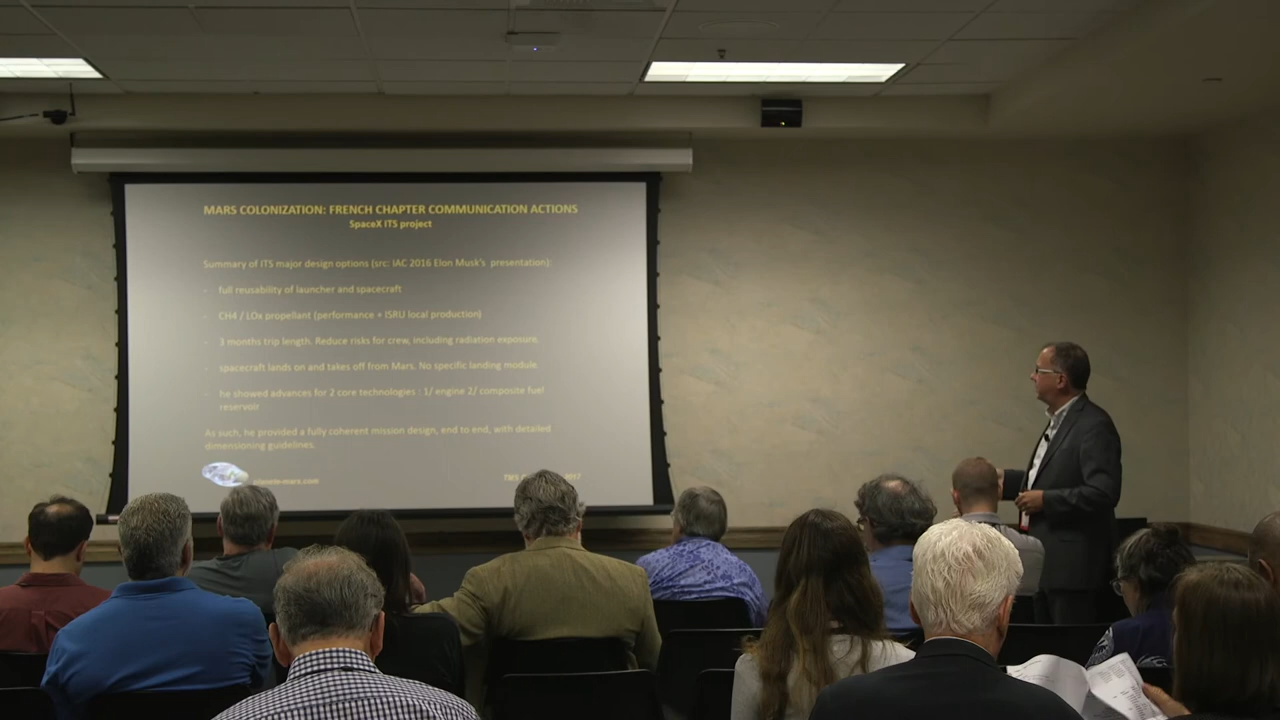 MARS COLONIZATION: FRENCH CHAPTER COMMUNICATION ACTIONS
SpaceX ITS project
Summary of ITS major design options (src: IAC 2016 Elon Musk's presentation):
- full reusability of launcher and spacecraft
- CH4 / LOx propellant (performance + ISRU local production)
- 3 months trip length. Reduce risks for crew, including radiation exposure.
- spacecraft lands on and takes off from Mars. No specific landing module.
- he showed advances for 2 core technologies : 1/ engine 2/ composite fuel
reservoir
As such, he provided a fully coherent mission design, end to end, with detailed
dimensioning guidelines.
planete-mars.com